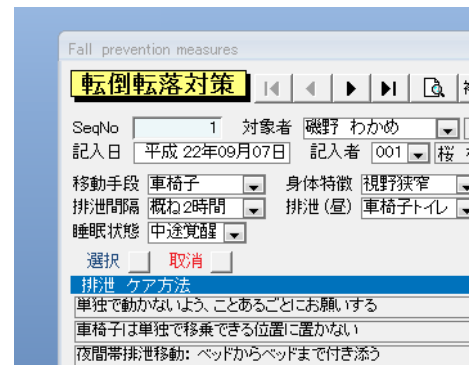 Fall prevention measures
転倒転落対策
SeqNo 1 対象者 磯野 わかめ
記入日 平成 22年09月07日 記入者 001 桜
移動手段 車椅子 身体特徴 視野狭窄
排泄間隔 概ね2時間 排泄(昼) 車椅子トイレ
睡眠状態 中途覚醒
選択 取消
排泄 ケア方法
単独で動かないよう、ことあるごとにお願いする
車椅子は単独で移乗できる位置に置かない
夜間帯排泄移動: ベッドからベッドまで付き添う